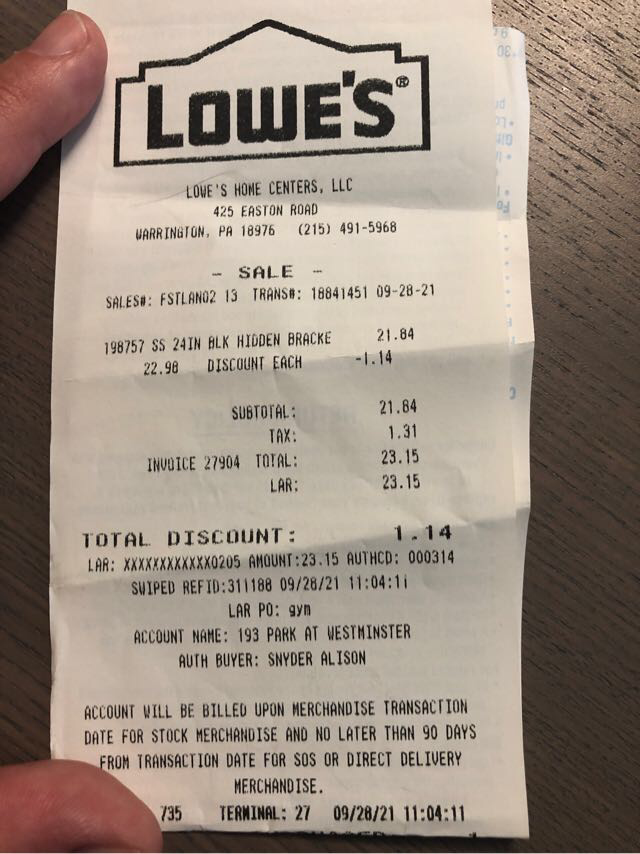 LOWE'S®
LOWE'S HOME CENTERS, LLC
425 EASTON ROAD
WARRINGTON, PA 18976 (215) 491-5968
- SALE -
SALES#: FSTLAN02 13 TRANS#: 18841451 09-28-21
198757 SS 24IN BLK HIDDEN BRACKE 21.84
22.98 DISCOUNT EACH -1.14
SUBTOTAL: 21.84
TAX: 1.31
INVOICE 27904 TOTAL: 23.15
LAR: 23.15
TOTAL DISCOUNT: 1.14
LAR: XXXXXXXXXXXX0205 AMOUNT:23.15 AUTHCD: 000314
SWIPED REFID:311188 09/28/21 11:04:11
LAR PO: gym
ACCOUNT NAME: 193 PARK AT WESTMINSTER
AUTH BUYER: SNYDER ALISON
ACCOUNT WILL BE BILLED UPON MERCHANDISE TRANSACTION
DATE FOR STOCK MERCHANDISE AND NO LATER THAN 90 DAYS
FROM TRANSACTION DATE FOR SOS OR DIRECT DELIVERY
MERCHANDISE.
735 TERMINAL: 27 09/28/21 11:04:11